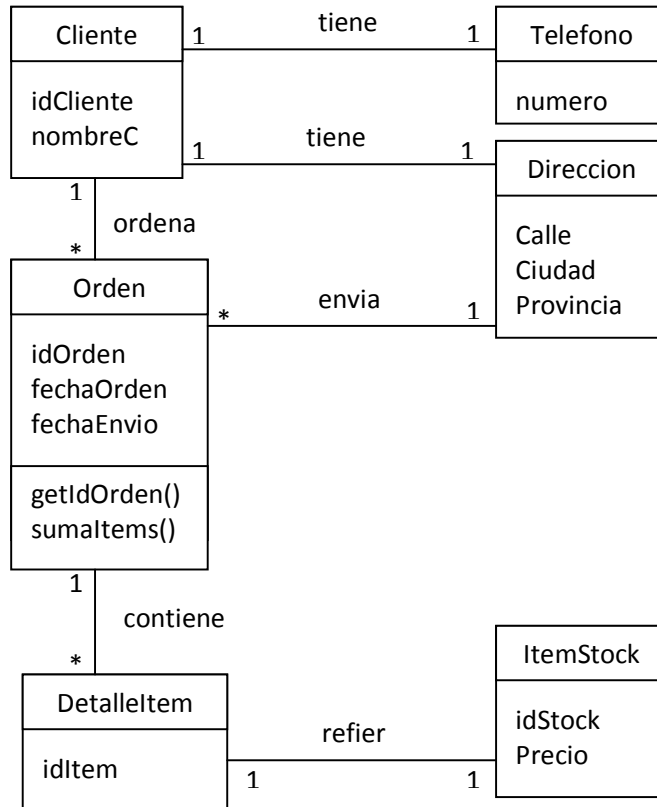 Cliente
idCliente
nombreC
1
tiene
1
Telefono
numero
1
tiene
1
Direccion
Calle
Ciudad
Provincia
1
ordena
*
Orden
idOrden
fechaOrden
fechaEnvio
getIdOrden()
sumaItems()
*
envia
1
1
contiene
*
DetalleItem
idItem
1
refier
1
ItemStock
idStock
Precio